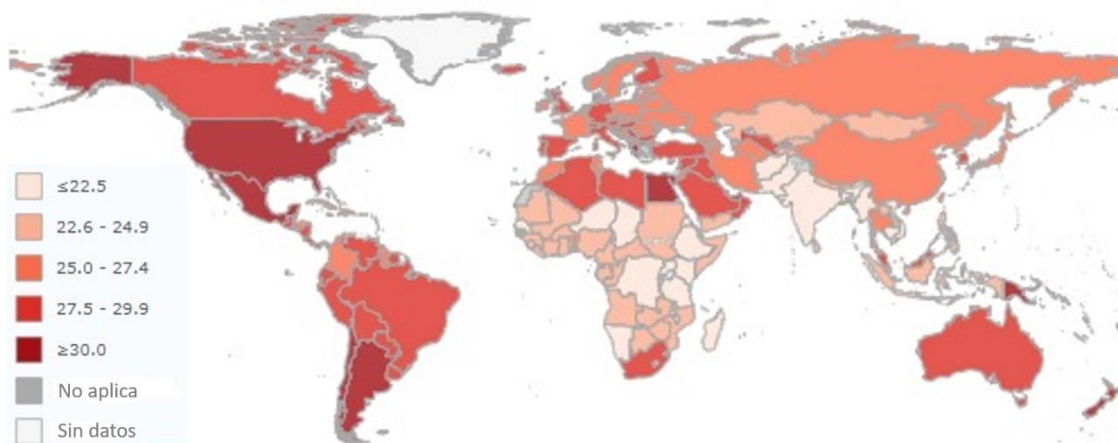 ≤22.5
22.6 - 24.9
25.0 - 27.4
27.5 - 29.9
≥30.0
No aplica
Sin datos